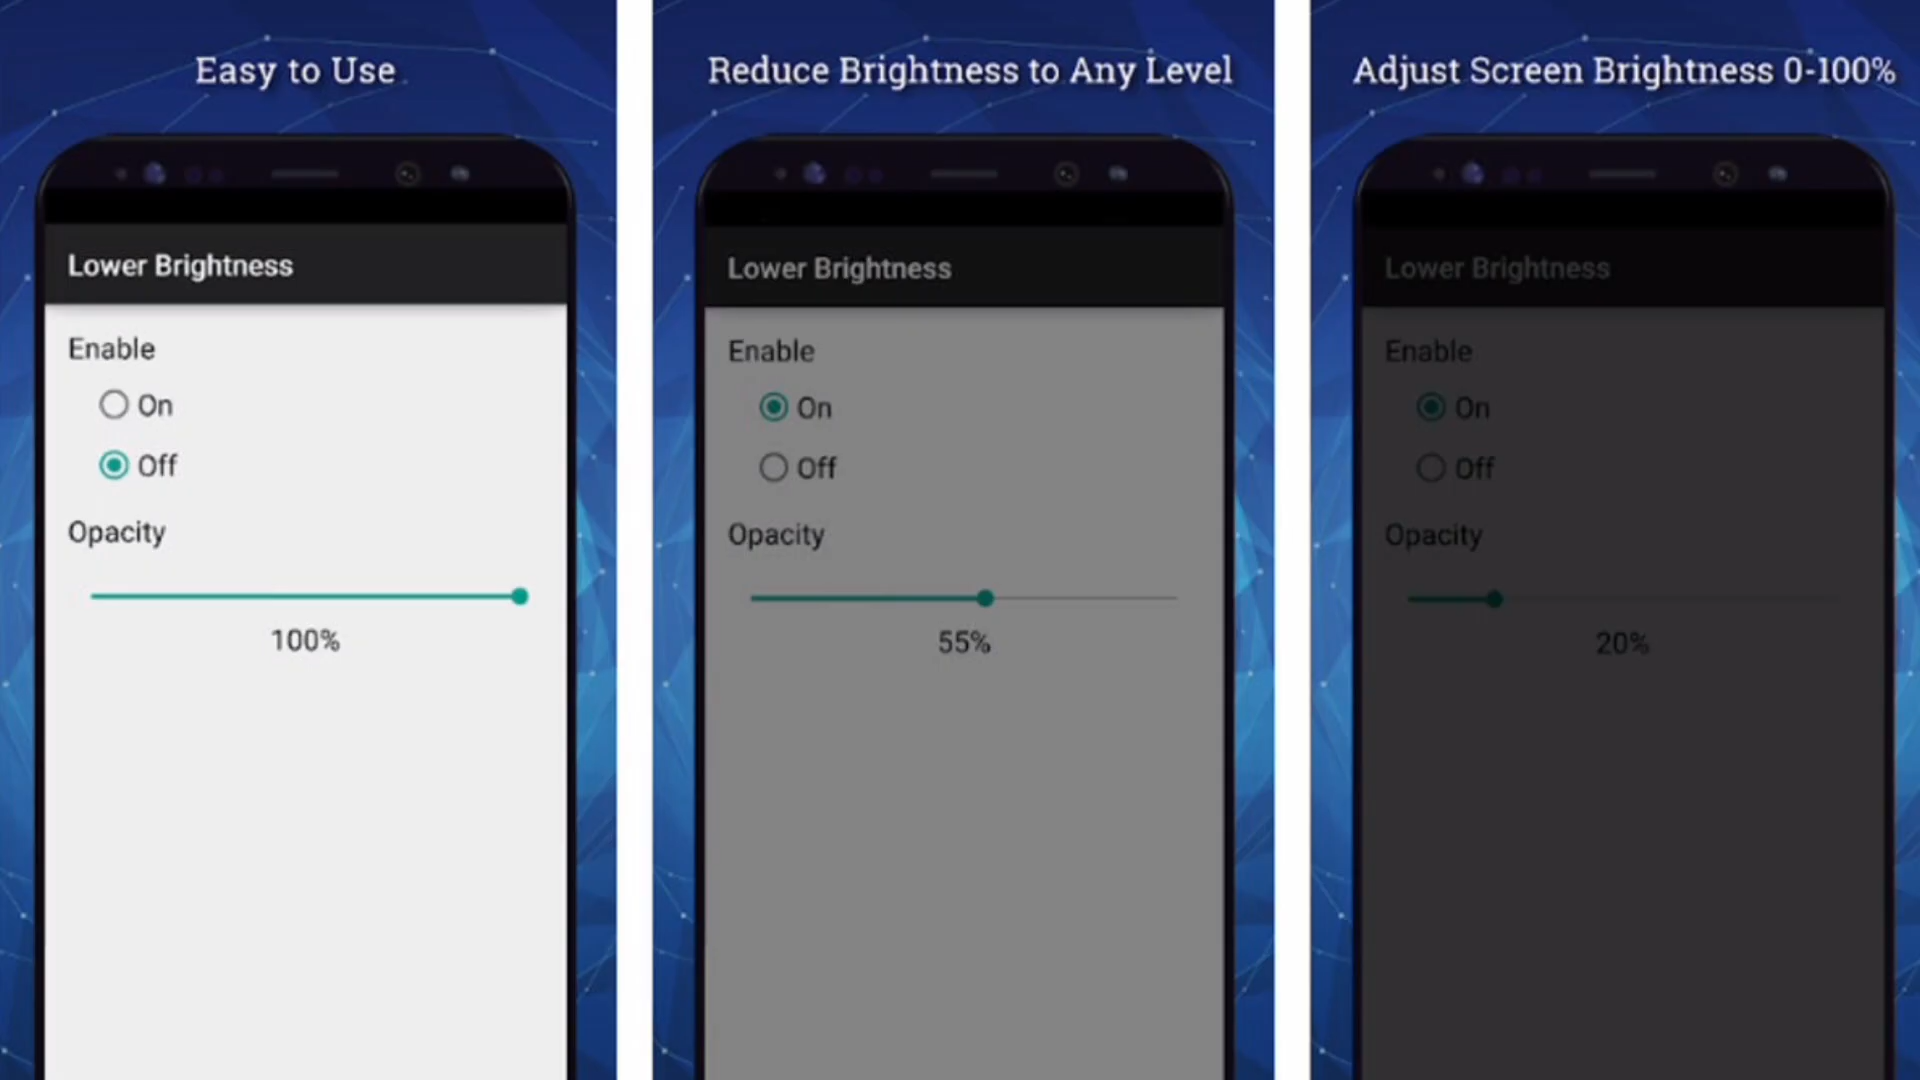 Easy to Use
Lower Brightness
Enable
On
Off
Opacity
100%
Reduce Brightness to Any Level
Lower Brightness
Enable
On
Off
Opacity
55%
Adjust Screen Brightness 0-100%
Lower Brightness
Enable
On
Off
Opacity
20%